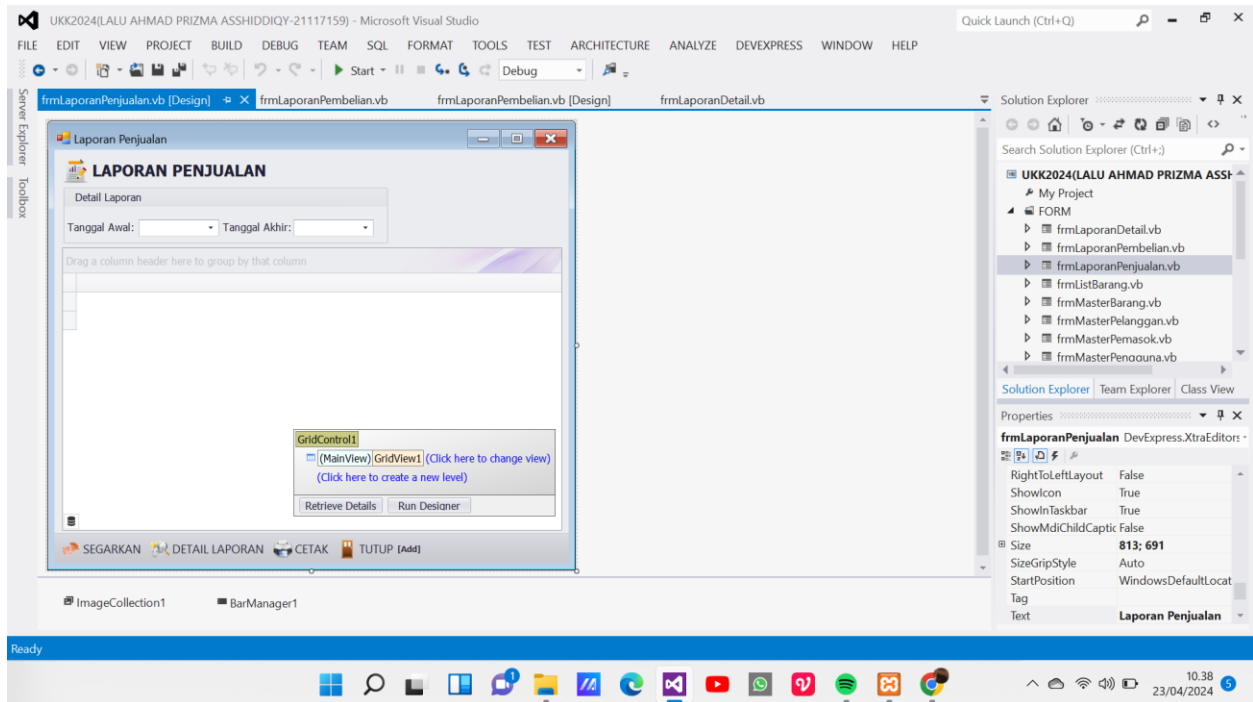 UKK2024(LALU AHMAD PRIZMA ASSHIDDIQY-21117159) - Microsoft Visual Studio
Quick Launch (Ctrl+Q)
FILE EDIT VIEW PROJECT BUILD DEBUG TEAM SQL FORMAT TOOLS TEST ARCHITECTURE ANALYZE DEVEXPRESS WINDOW HELP
Start Debug
Server Explorer
Toolbox
frmLaporanPenjualan.vb [Design] frmLaporanPembelian.vb frmLaporanPembelian.vb [Design] frmLaporanDetail.vb
Laporan Penjualan
LAPORAN PENJUALAN
Detail Laporan
Tanggal Awal: Tanggal Akhir:
Drag a column header here to group by that column
GridControl1
(MainView) GridView1 (Click here to change view)
(Click here to create a new level)
Retrieve Details Run Designer
SEGARKAN DETAIL LAPORAN CETAK TUTUP [Add]
ImageCollection1 BarManager1
Solution Explorer
Search Solution Explorer (Ctrl+;)
UKK2024(LALU AHMAD PRIZMA ASSH
My Project
FORM
frmLaporanDetail.vb
frmLaporanPembelian.vb
frmLaporanPenjualan.vb
frmListBarang.vb
frmMasterBarang.vb
frmMasterPelanggan.vb
frmMasterPemasok.vb
frmMasterPengguna.vb
Solution Explorer Team Explorer Class View
Properties
frmLaporanPenjualan DevExpress.XtraEditors
RightToLeftLayout False
ShowIcon True
ShowInTaskbar True
ShowMdiChildCaptic False
Size 813; 691
SizeGripStyle Auto
StartPosition WindowsDefaultLocat
Tag
Text Laporan Penjualan
Ready
1
10.38
23/04/2024
5